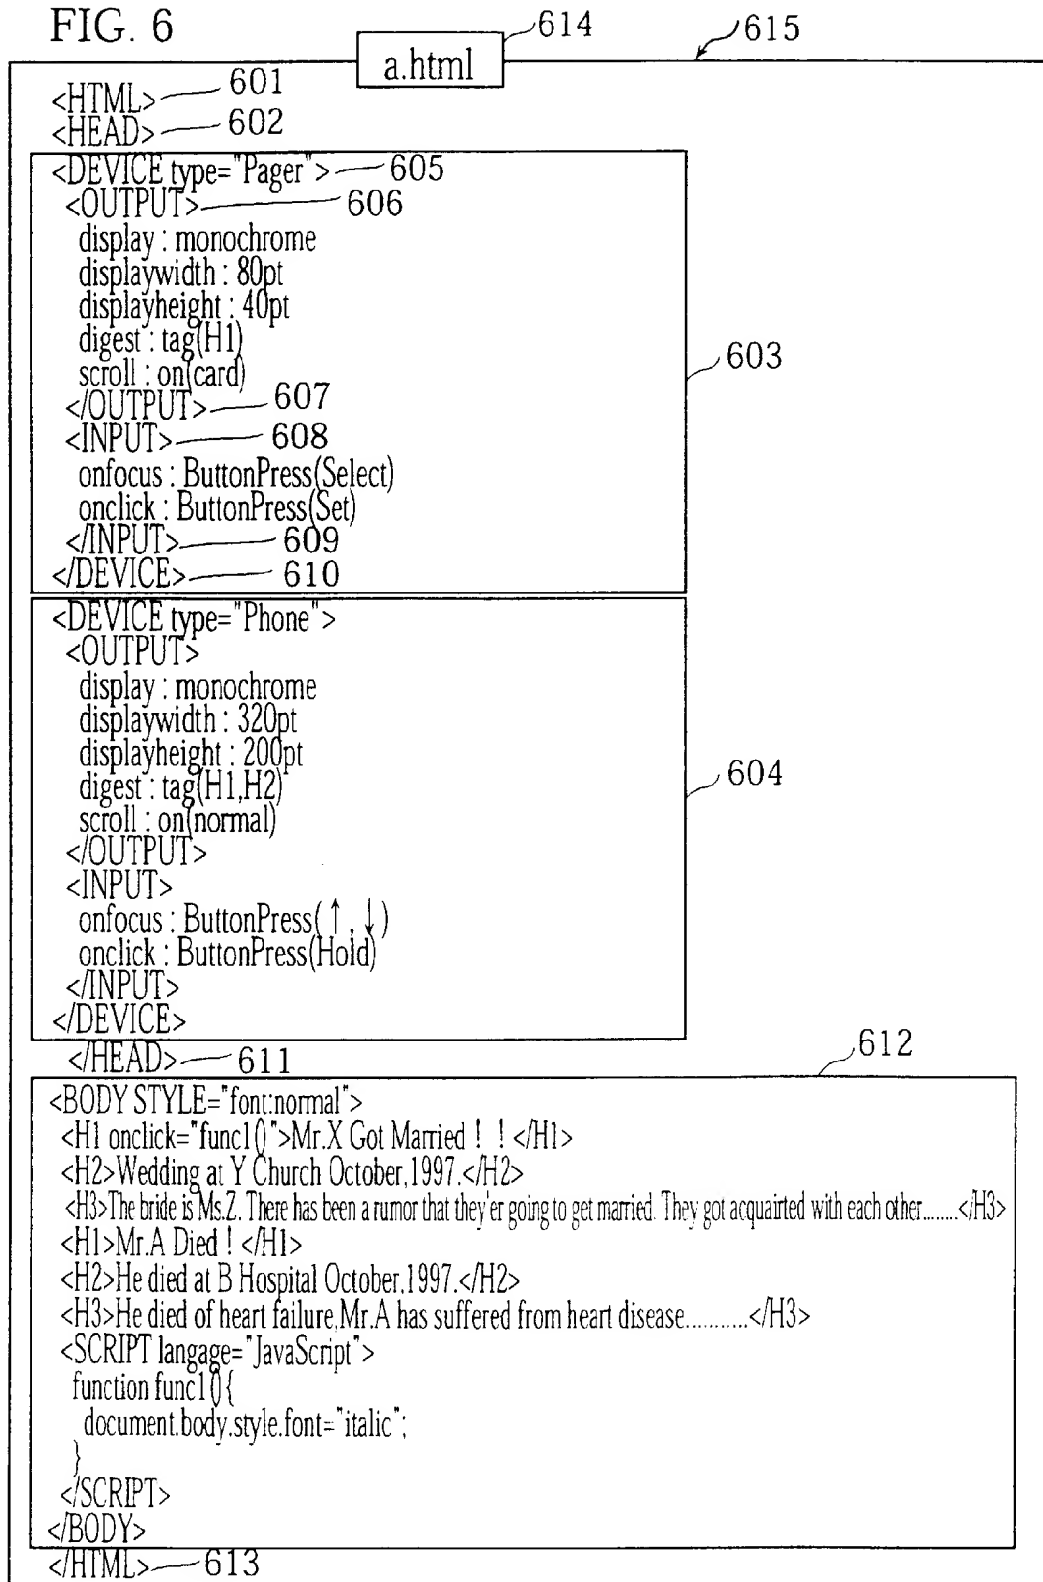 FIG. 6
614
615
a.html
<HTML> 601
<HEAD> 602
<DEVICE type="Pager"> 605
<OUTPUT> 606
display : monochrome
displaywidth : 80pt
displayheight : 40pt
digest : tag(H1)
scroll : on(card)
603
</OUTPUT> 607
<INPUT> 608
onfocus : ButtonPress(Select)
onclick : ButtonPress(Set)
</INPUT> 609
</DEVICE> 610
<DEVICE type="Phone">
<OUTPUT>
display : monochrome
displaywidth : 320pt
displayheight : 200pt
digest : tag(H1,H2)
604
scroll : on(normal)
</OUTPUT>
<INPUT>
onfocus : ButtonPress(↑,↓)
onclick : ButtonPress(Hold)
</INPUT>
</DEVICE>
</HEAD> 611
612
<BODY STYLE="font:normal">
<H1 onclick="func1()">Mr.X Got Married ! ! </H1>
<H2>Wedding at Y Church October,1997.</H2>
<H3>The bride is Ms.Z. There has been a rumor that they'er going to get married. They got acquairted with each other........</H3>
<H1>Mr.A Died ! </H1>
<H2>He died at B Hospital October,1997.</H2>
<H3>He died of heart failure,Mr.A has suffered from heart disease..........</H3>
<SCRIPT langage="JavaScript">
function func1(){
document.body.style.font="italic";
}
</SCRIPT>
</BODY>
</HTML> 613